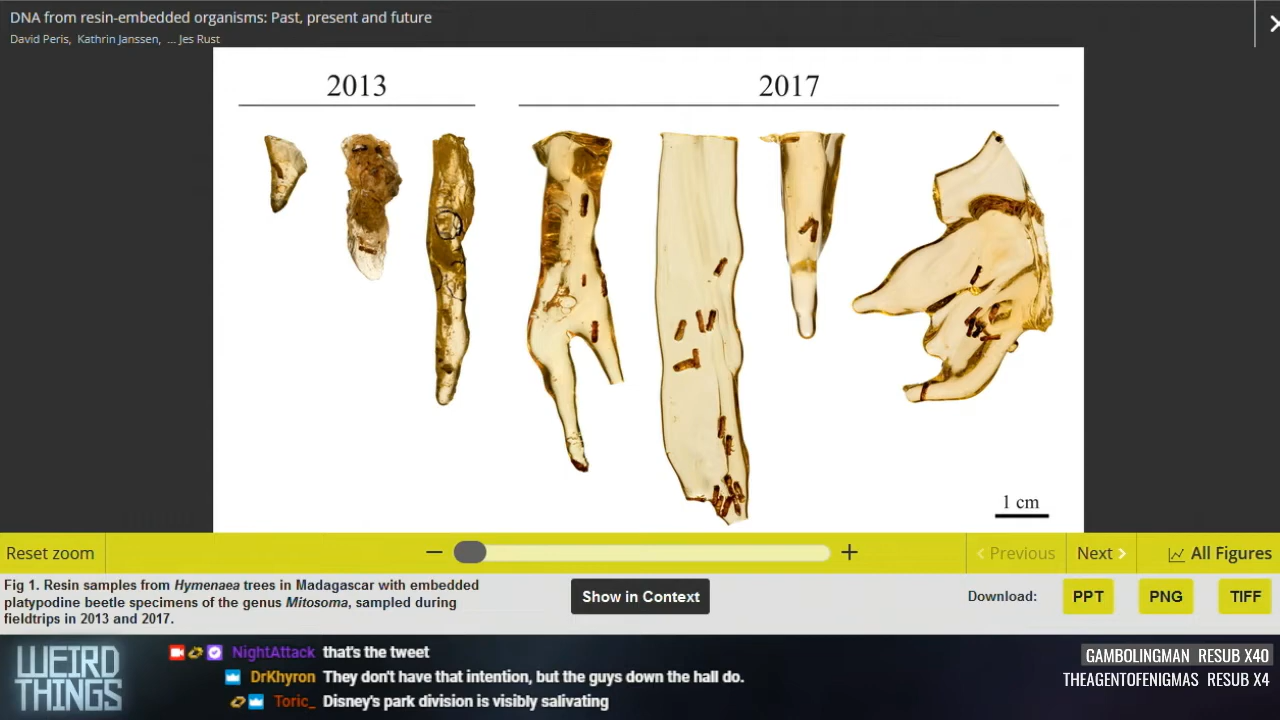 DNA from resin-embedded organisms: Past, present and future
David Peris, Kathrin Janssen, ... Jes Rust
2013
2017
1 cm
Reset zoom
Previous
Next
All Figures
Fig 1. Resin samples from Hymenaea trees in Madagascar with embedded
platypodine beetle specimens of the genus Mitosoma, sampled during
fieldtrips in 2013 and 2017.
Show in Context
Download:
PPT
PNG
TIFF
WEIRD
THINGS
NightAttack that's the tweet
DrKhyron They don't have that intention, but the guys down the hall do.
Toric_ Disney's park division is visibly salivating
GAMBOLINGMAN RESUB X40
THEAGENTOFENIGMAS RESUB X4